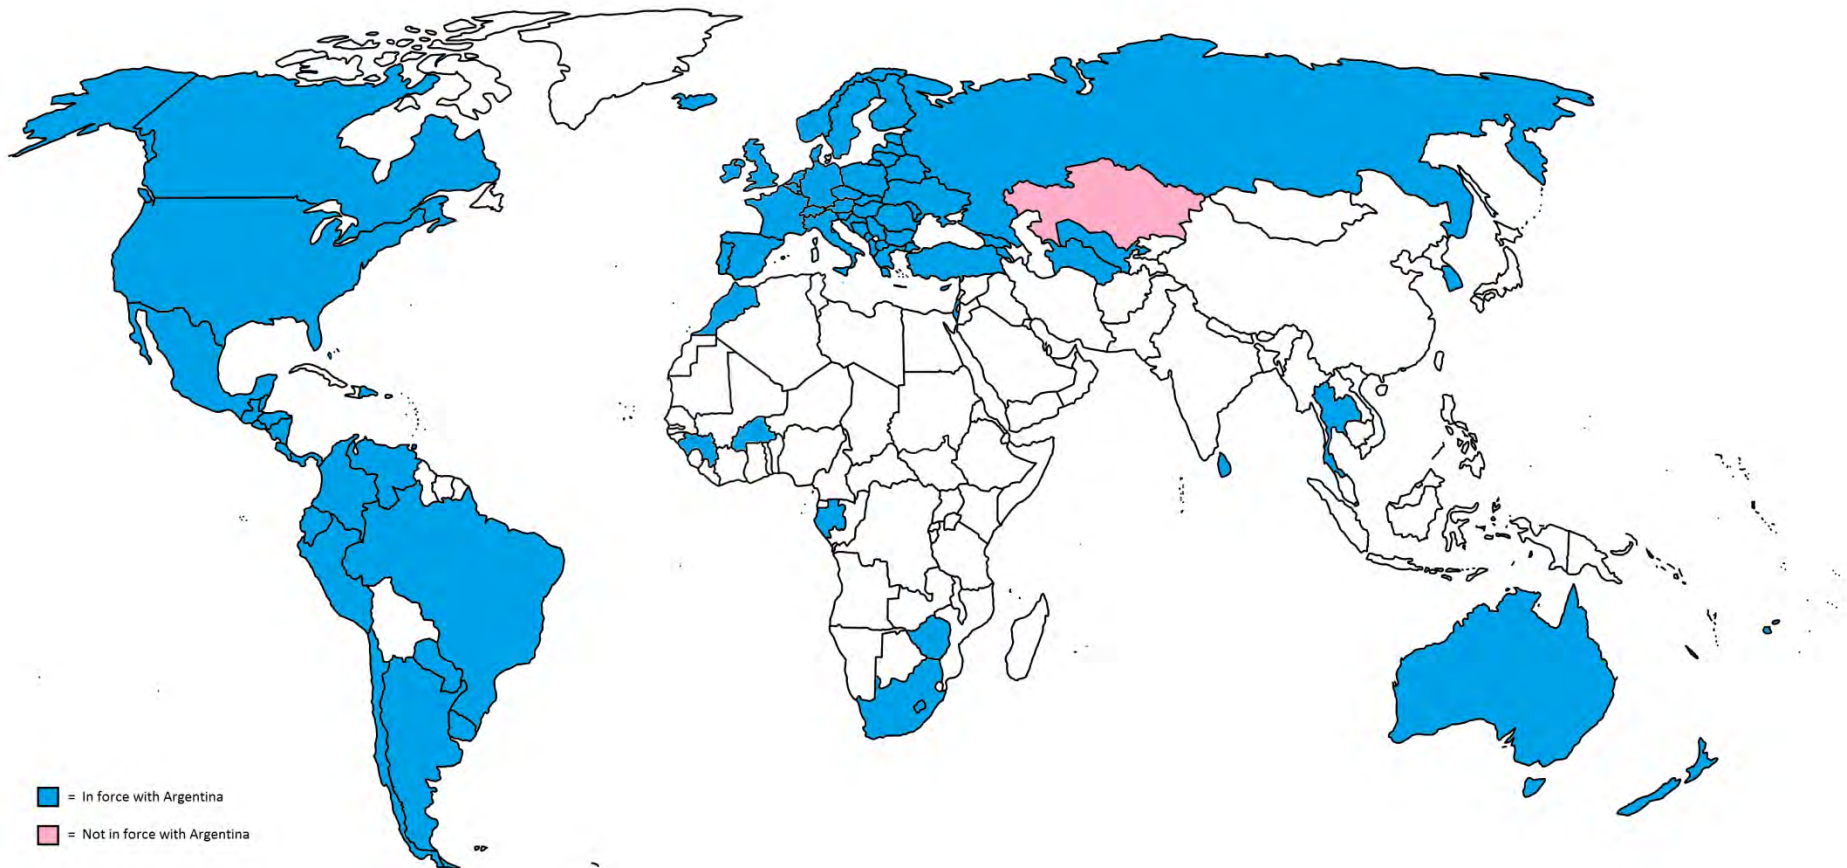 = In force with Argentina
= Not in force with Argentina